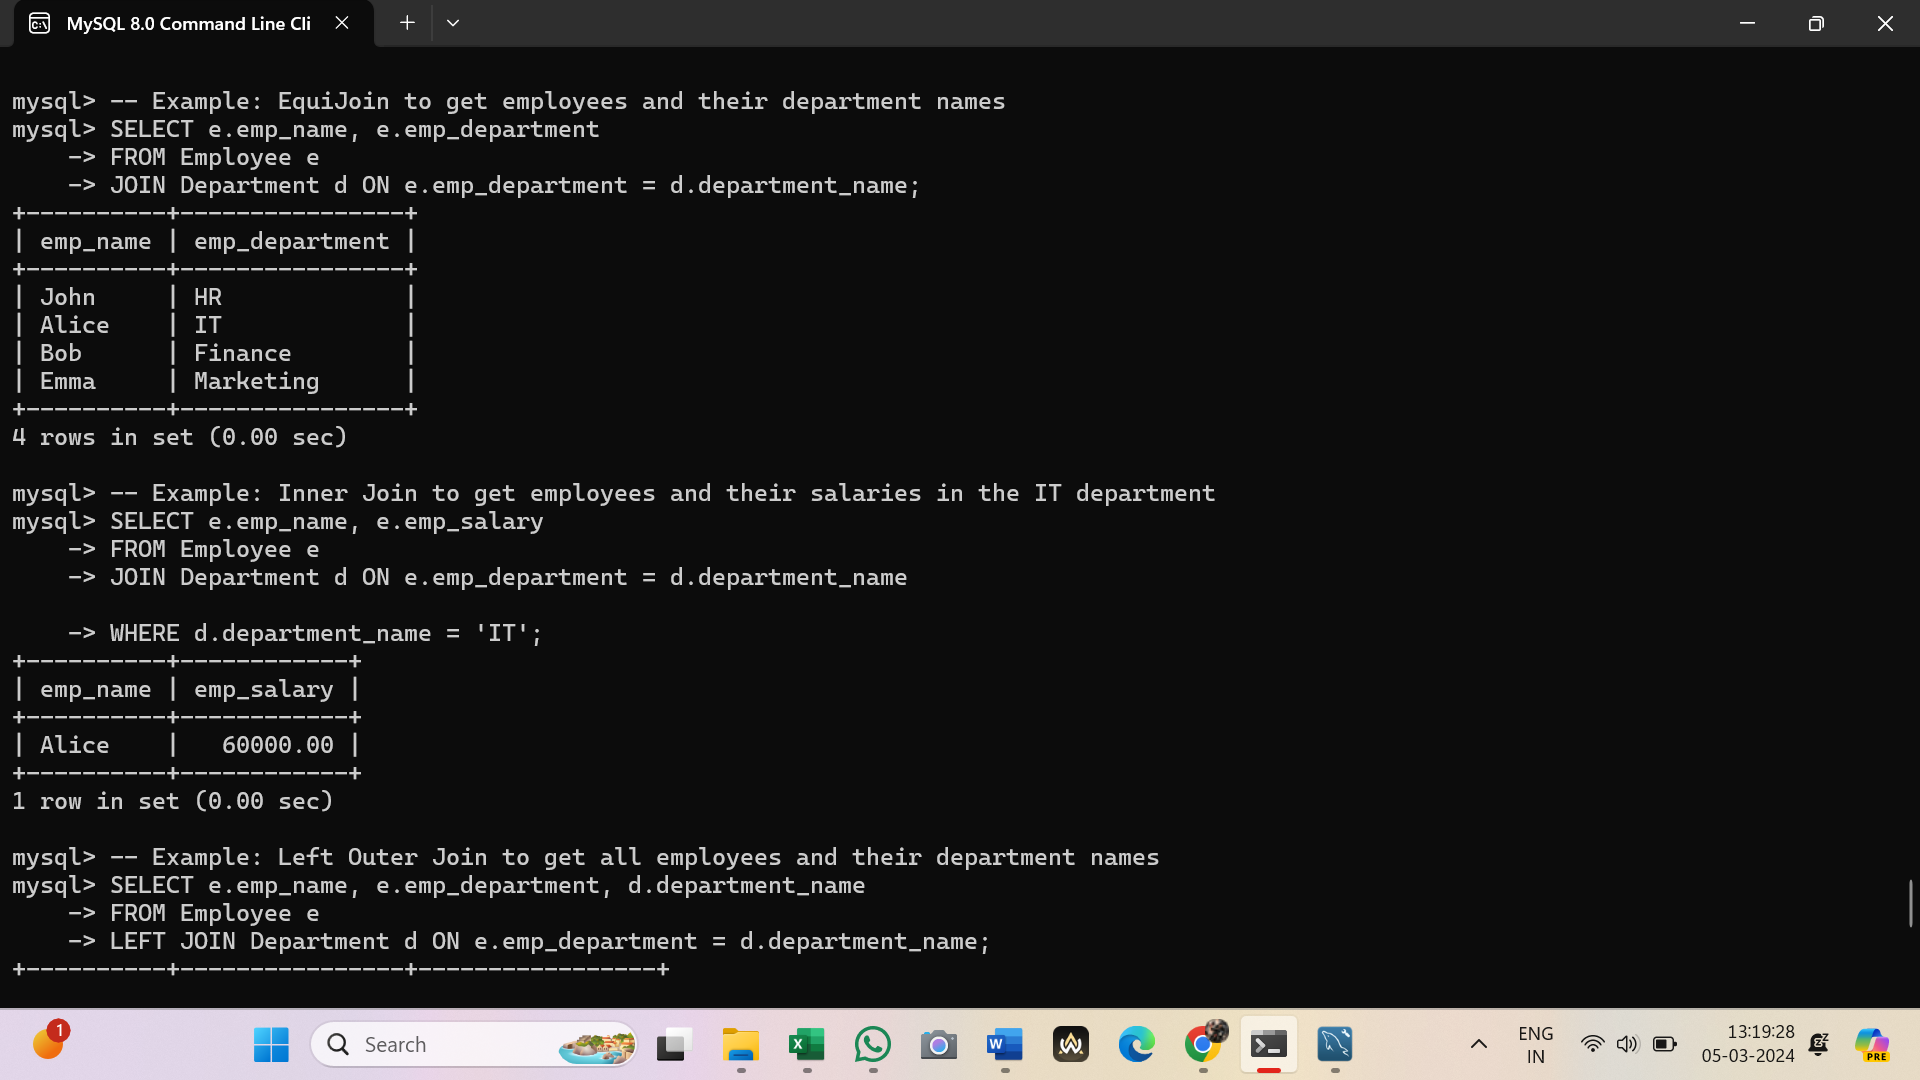 MySQL 8.0 Command Line Cli
mysql> -- Example: EquiJoin to get employees and their department names
mysql> SELECT e.emp_name, e.emp_department
    -> FROM Employee e
    -> JOIN Department d ON e.emp_department = d.department_name;
+----------+----------------+
| emp_name | emp_department |
+----------+----------------+
| John     | HR             |
| Alice    | IT             |
| Bob      | Finance        |
| Emma     | Marketing      |
+----------+----------------+
4 rows in set (0.00 sec)
mysql> -- Example: Inner Join to get employees and their salaries in the IT department
mysql> SELECT e.emp_name, e.emp_salary
    -> FROM Employee e
    -> JOIN Department d ON e.emp_department = d.department_name
    -> WHERE d.department_name = 'IT';
+----------+------------+
| emp_name | emp_salary |
+----------+------------+
| Alice    |   60000.00 |
+----------+------------+
1 row in set (0.00 sec)
mysql> -- Example: Left Outer Join to get all employees and their department names
mysql> SELECT e.emp_name, e.emp_department, d.department_name
    -> FROM Employee e
    -> LEFT JOIN Department d ON e.emp_department = d.department_name;
+----------+----------------+-----------------+
1
Search
ENG
IN
13:19:28
05-03-2024
PRE